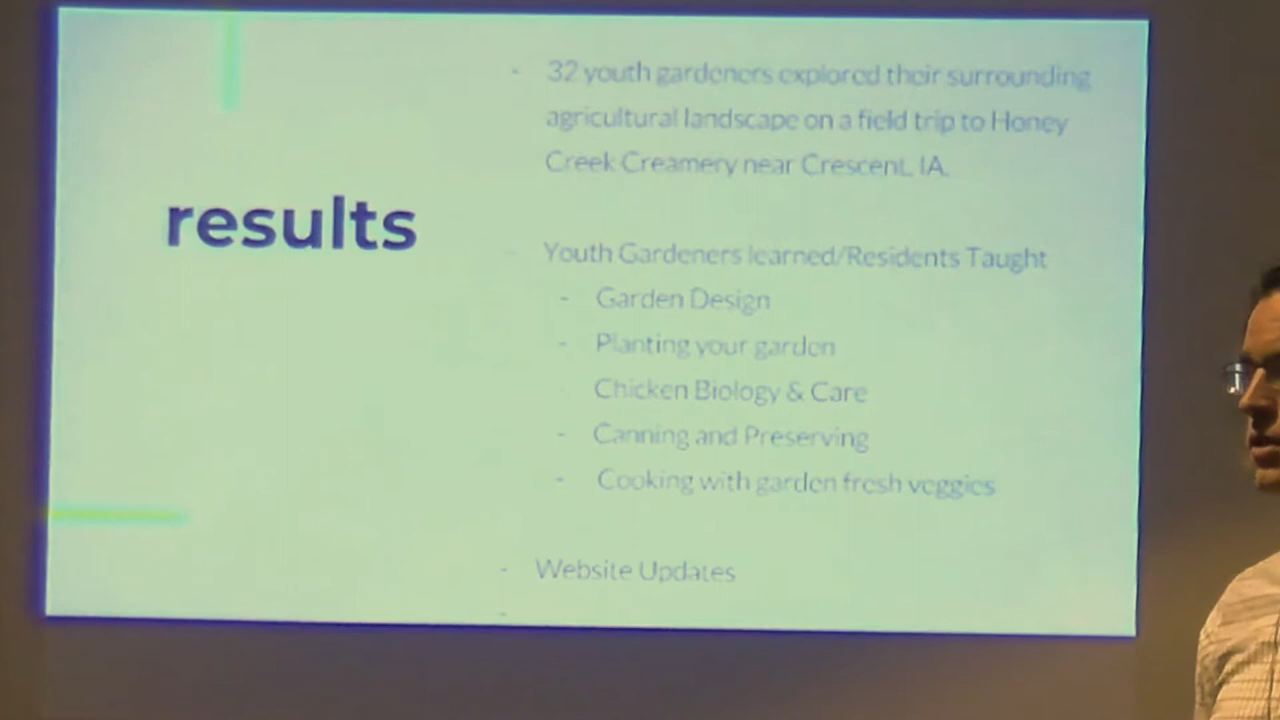 results
- 32 youth gardeners explored their surrounding
agricultural landscape on a field trip to Honey
Creek Creamery near Crescent, IA.
- Youth Gardeners learned/Residents Taught
- Garden Design
- Planting your garden
Chicken Biology & Care
- Canning and Preserving
- Cooking with garden fresh veggies
- Website Updates
-